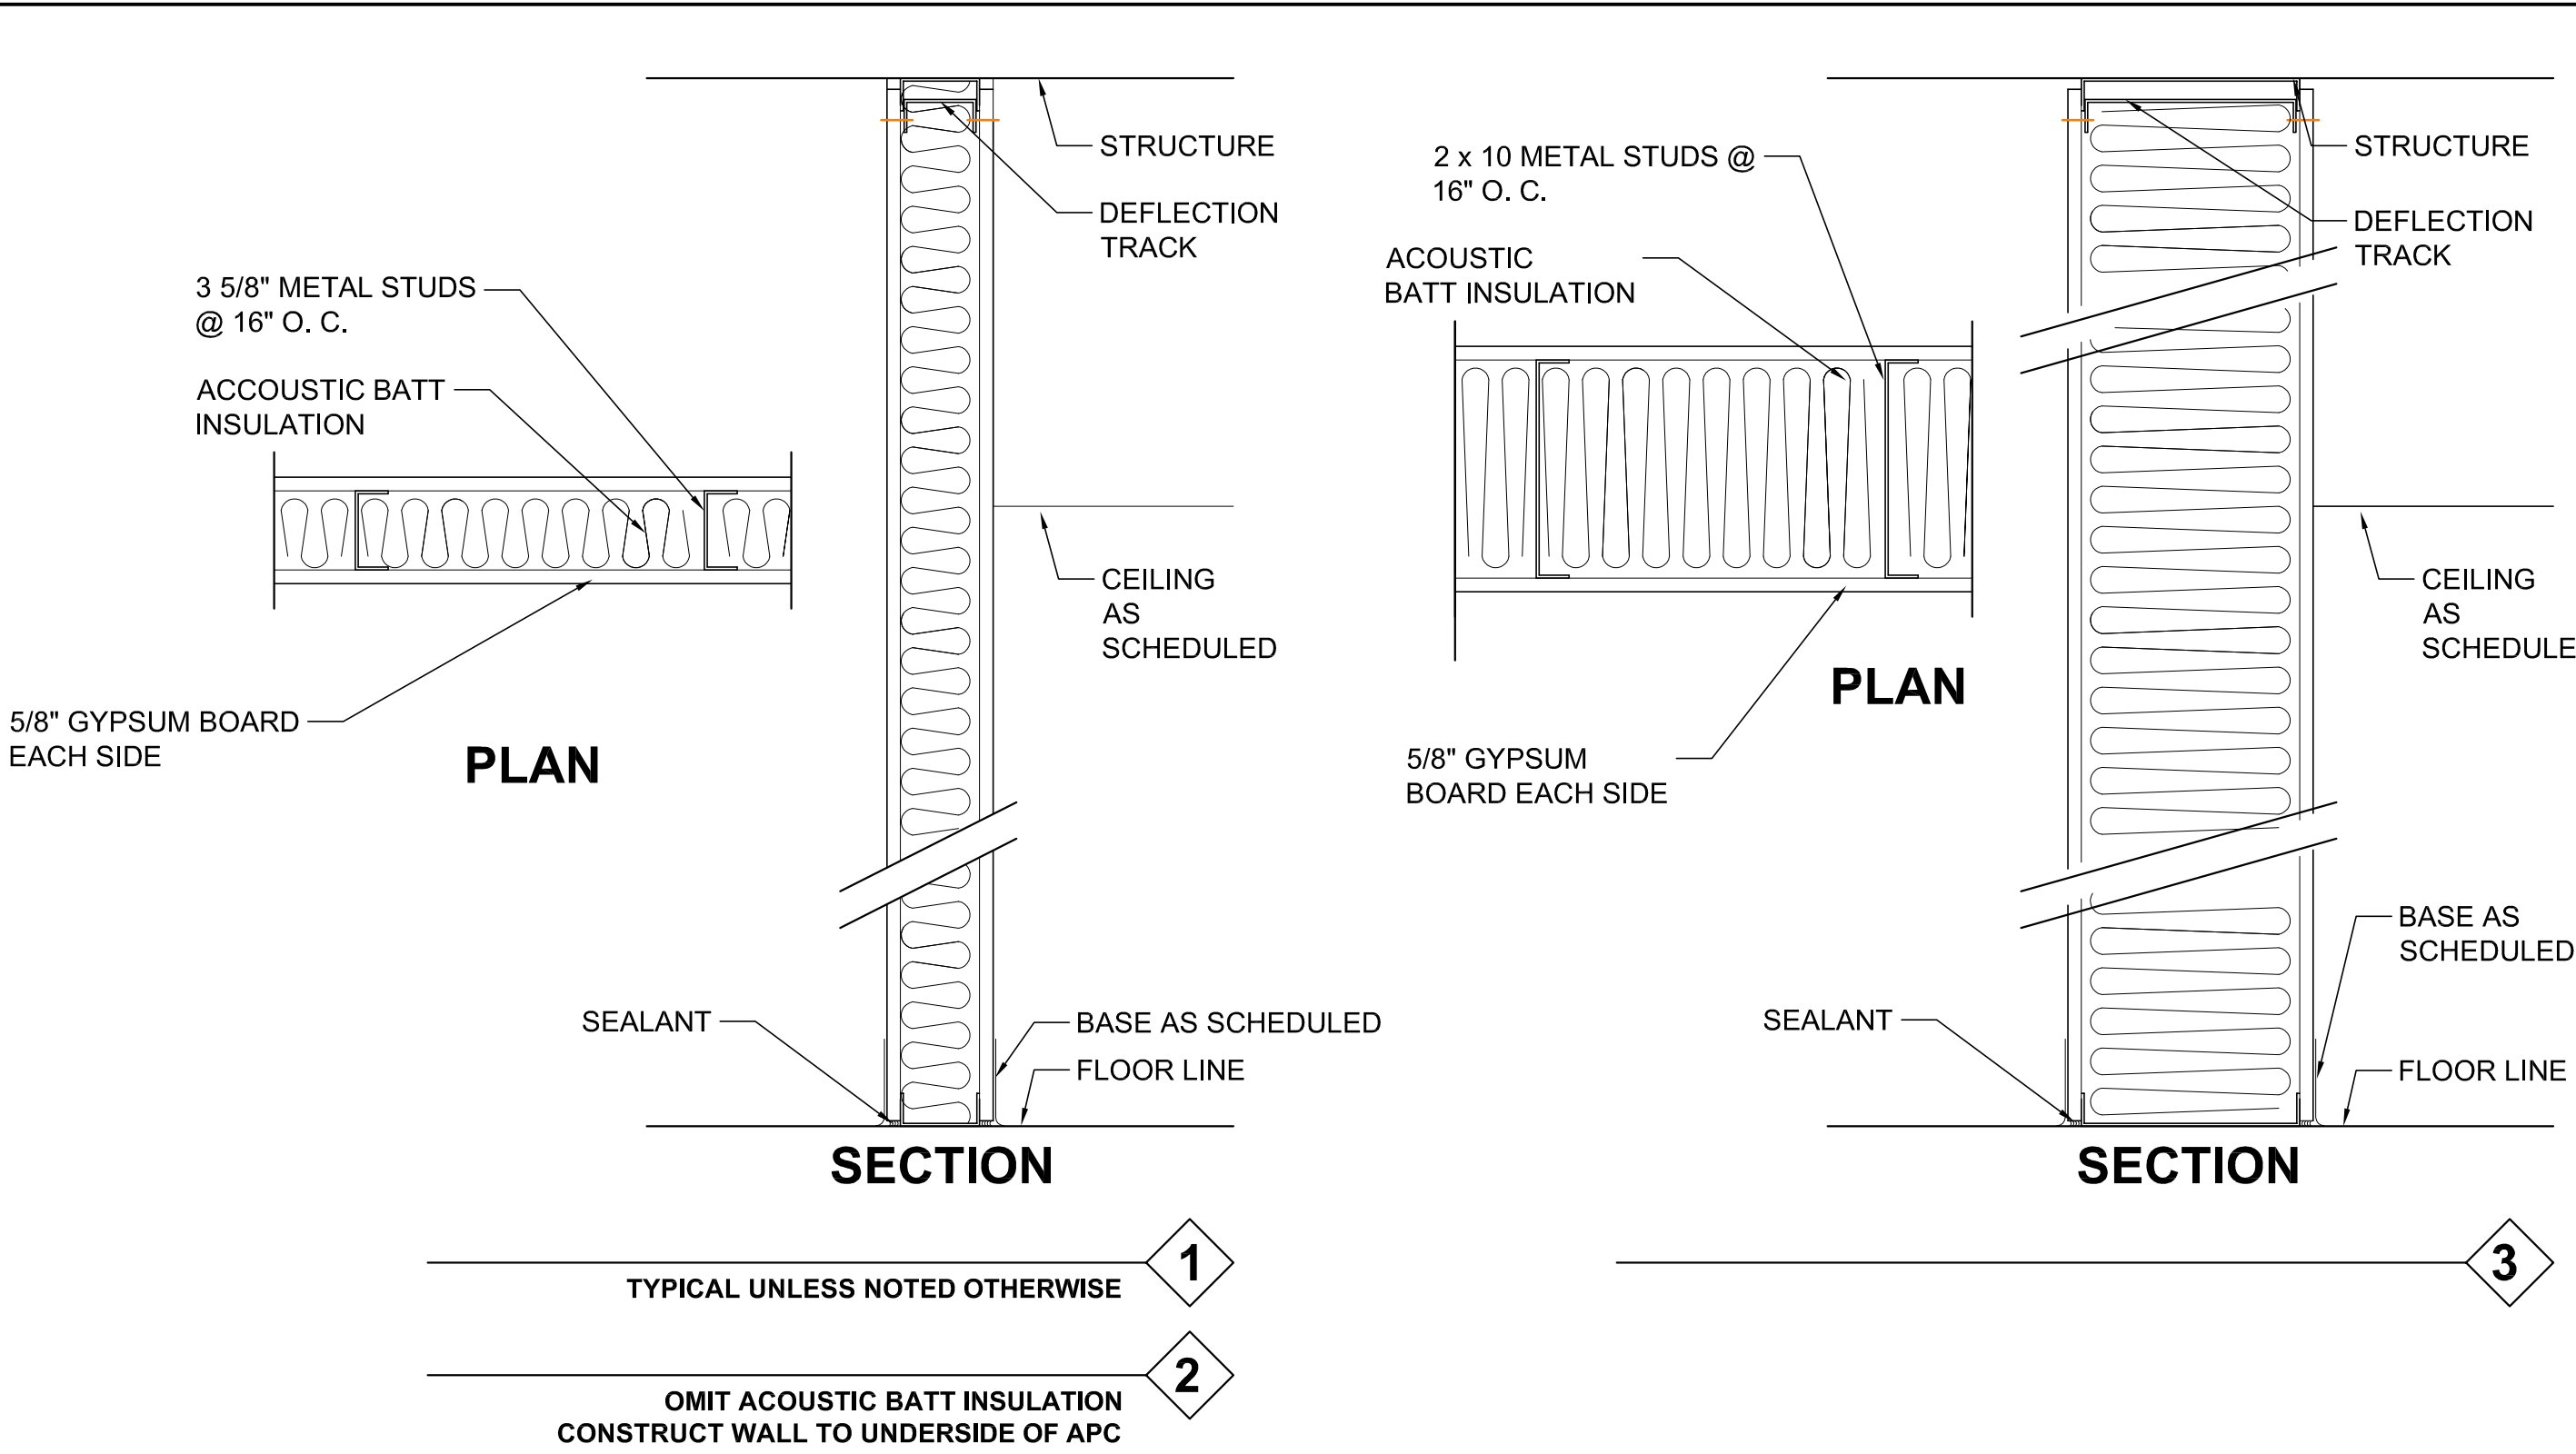 3 5/8" METAL STUDS
@ 16" O. C.
ACCOUSTIC BATT
INSULATION
5/8" GYPSUM BOARD
EACH SIDE
PLAN
STRUCTURE
DEFLECTION
TRACK
CEILING
AS
SCHEDULED
SEALANT
BASE AS SCHEDULED
FLOOR LINE
SECTION
1
TYPICAL UNLESS NOTED OTHERWISE
2
OMIT ACOUSTIC BATT INSULATION
CONSTRUCT WALL TO UNDERSIDE OF APC
2 x 10 METAL STUDS @
16" O. C.
ACOUSTIC
BATT INSULATION
PLAN
5/8" GYPSUM
BOARD EACH SIDE
STRUCTURE
DEFLECTION
TRACK
CEILING
AS
SCHEDULE
BASE AS
SCHEDULED
SEALANT
FLOOR LINE
SECTION
3